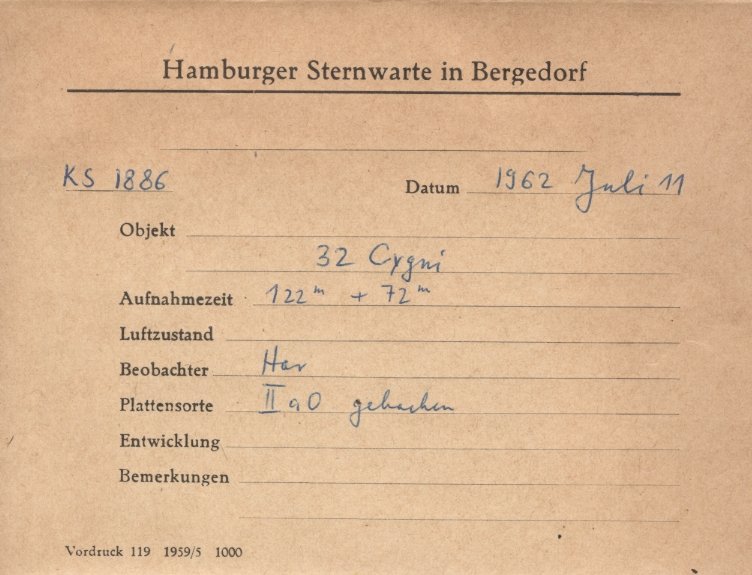 Hamburger Sternwarte in Bergedorf
KS 1886 Datum 1962 Juli 11
Objekt
32 Cygni
Aufnahmezeit 122ᵐ + 72ᵐ
Luftzustand
Beobachter Har
Plattensorte II a O gebacken
Entwicklung
Bemerkungen
Vordruck 119 1959/5 1000